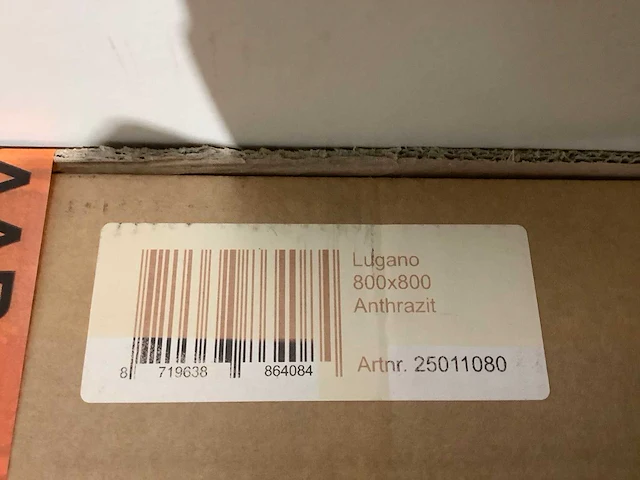 Lugano
800x800
Anthrazit
Artnr. 25011080
8 719638 864084